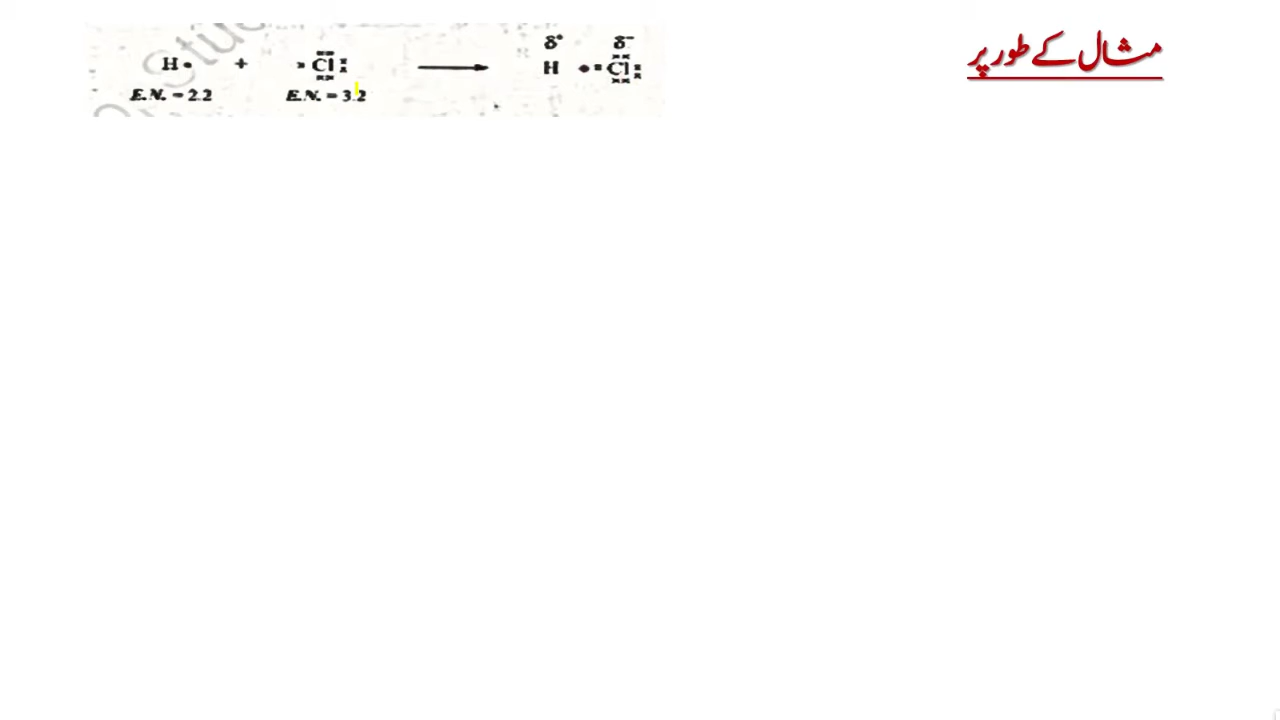 مثال کے طور پر
δ⁺ δ⁻
H• + ×Cl ⟶ H •× Cl
E.N. = 2.2 E.N. = 3.2